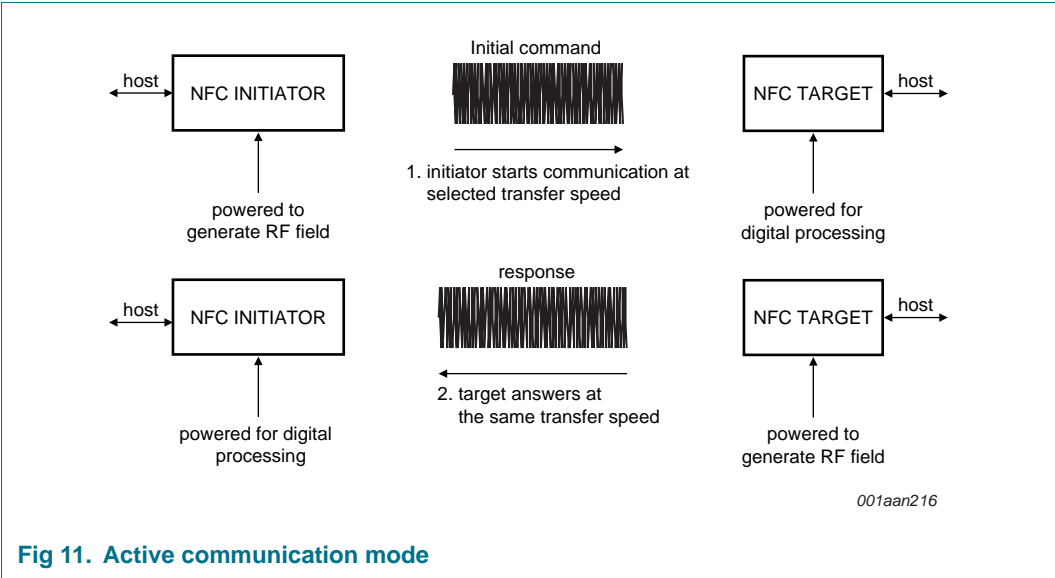 Initial command
host
NFC INITIATOR
NFC TARGET
host
1. initiator starts communication at
selected transfer speed
powered to
generate RF field
powered for
digital processing
response
host
NFC INITIATOR
NFC TARGET
host
2. target answers at
the same transfer speed
powered for digital
processing
powered to
generate RF field
001aan216
Fig 11. Active communication mode